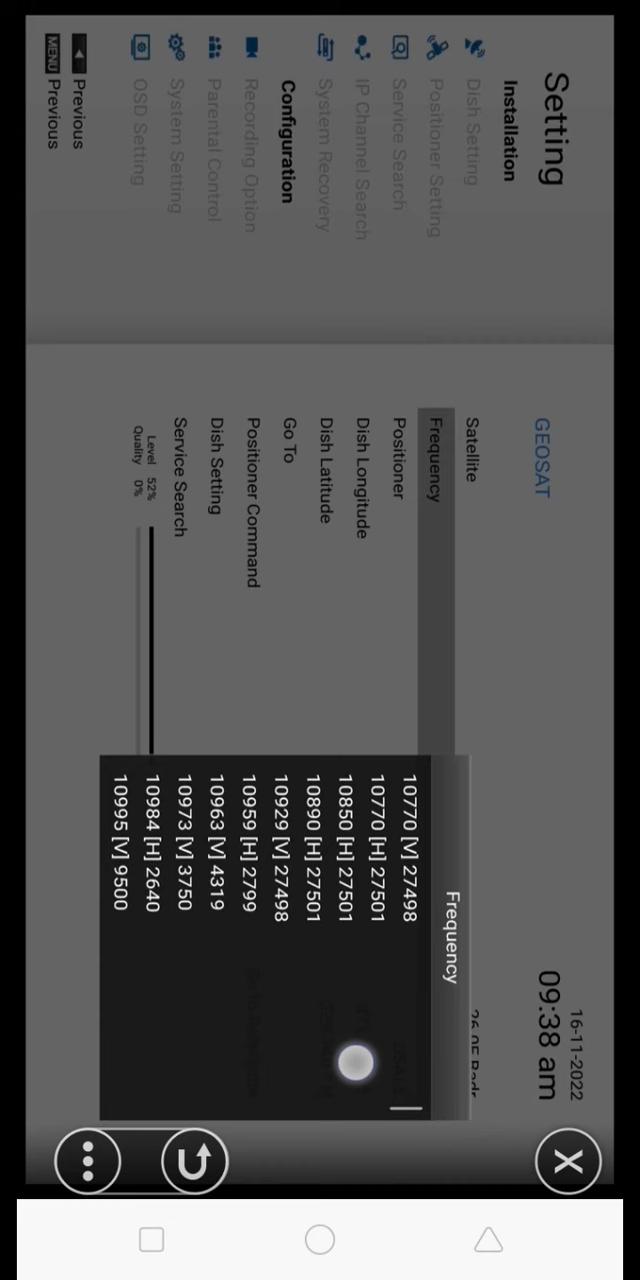 Setting
Installation
Dish Setting
Positioner Setting
Service Search
IP Channel Search
System Recovery
Configuration
Recording Option
Parental Control
System Setting
OSD Setting
Previous
MENU Previous
16-11-2022
09:38 am
GEOSAT
Satellite
Frequency
Positioner
Dish Longitude
Dish Latitude
Go To
Positioner Command
Dish Setting
Service Search
Level 52%
Quality 0%
Frequency
10770 [V] 27498
10770 [H] 27501
10850 [H] 27501
10890 [H] 27501
10929 [V] 27498
10959 [H] 2799
10963 [V] 4319
10973 [V] 3750
10984 [H] 2640
10995 [V] 9500
X